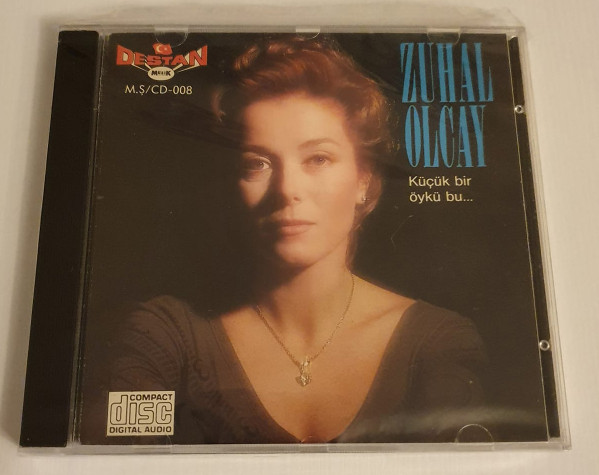 DESTAN
MÜZİK
M.Ş/CD-008
ZUHAL
OLCAY
Küçük bir
öykü bu...
COMPACT
disc
DIGITAL AUDIO